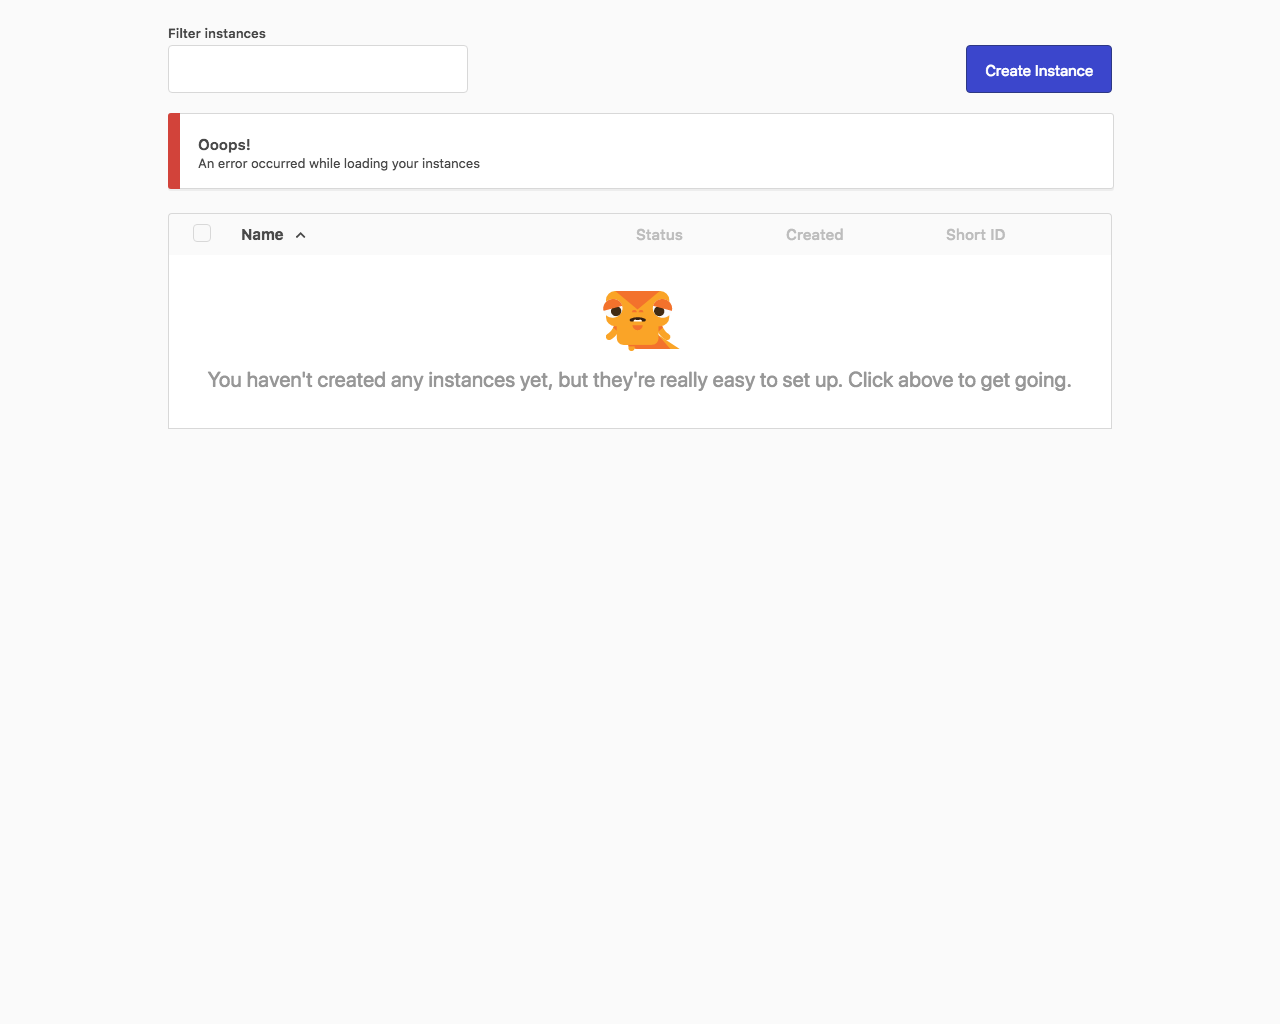 Filter instances
Create Instance
Ooops!
An error occurred while loading your instances
Name Status Created Short ID
You haven't created any instances yet, but they're really easy to set up. Click above to get going.